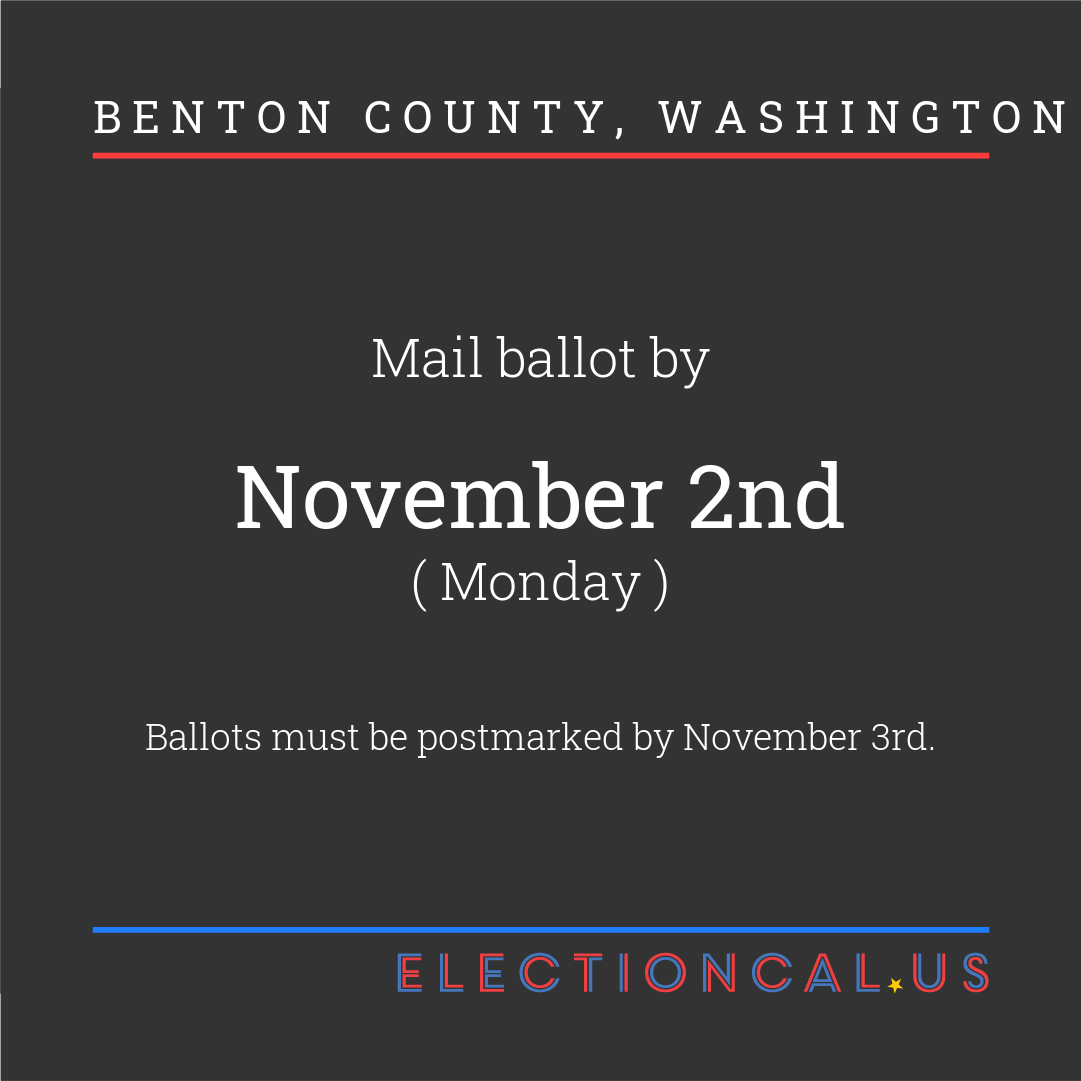 BENTON COUNTY, WASHINGTON
Mail ballot by
November 2nd
( Monday )
Ballots must be postmarked by November 3rd.
ELECTIONCAL.US